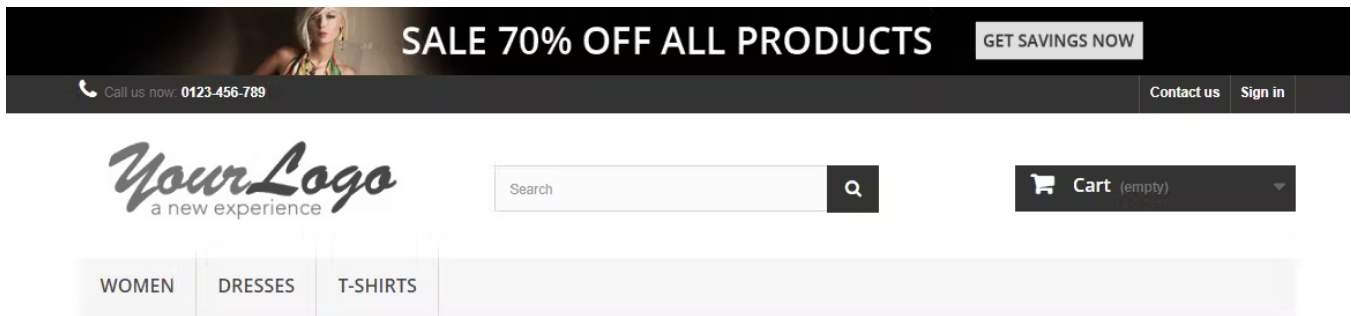 SALE 70% OFF ALL PRODUCTS GET SAVINGS NOW
Call us now: 0123-456-789 Contact us Sign in
YourLogo
a new experience
Search
Cart (empty)
WOMEN DRESSES T-SHIRTS